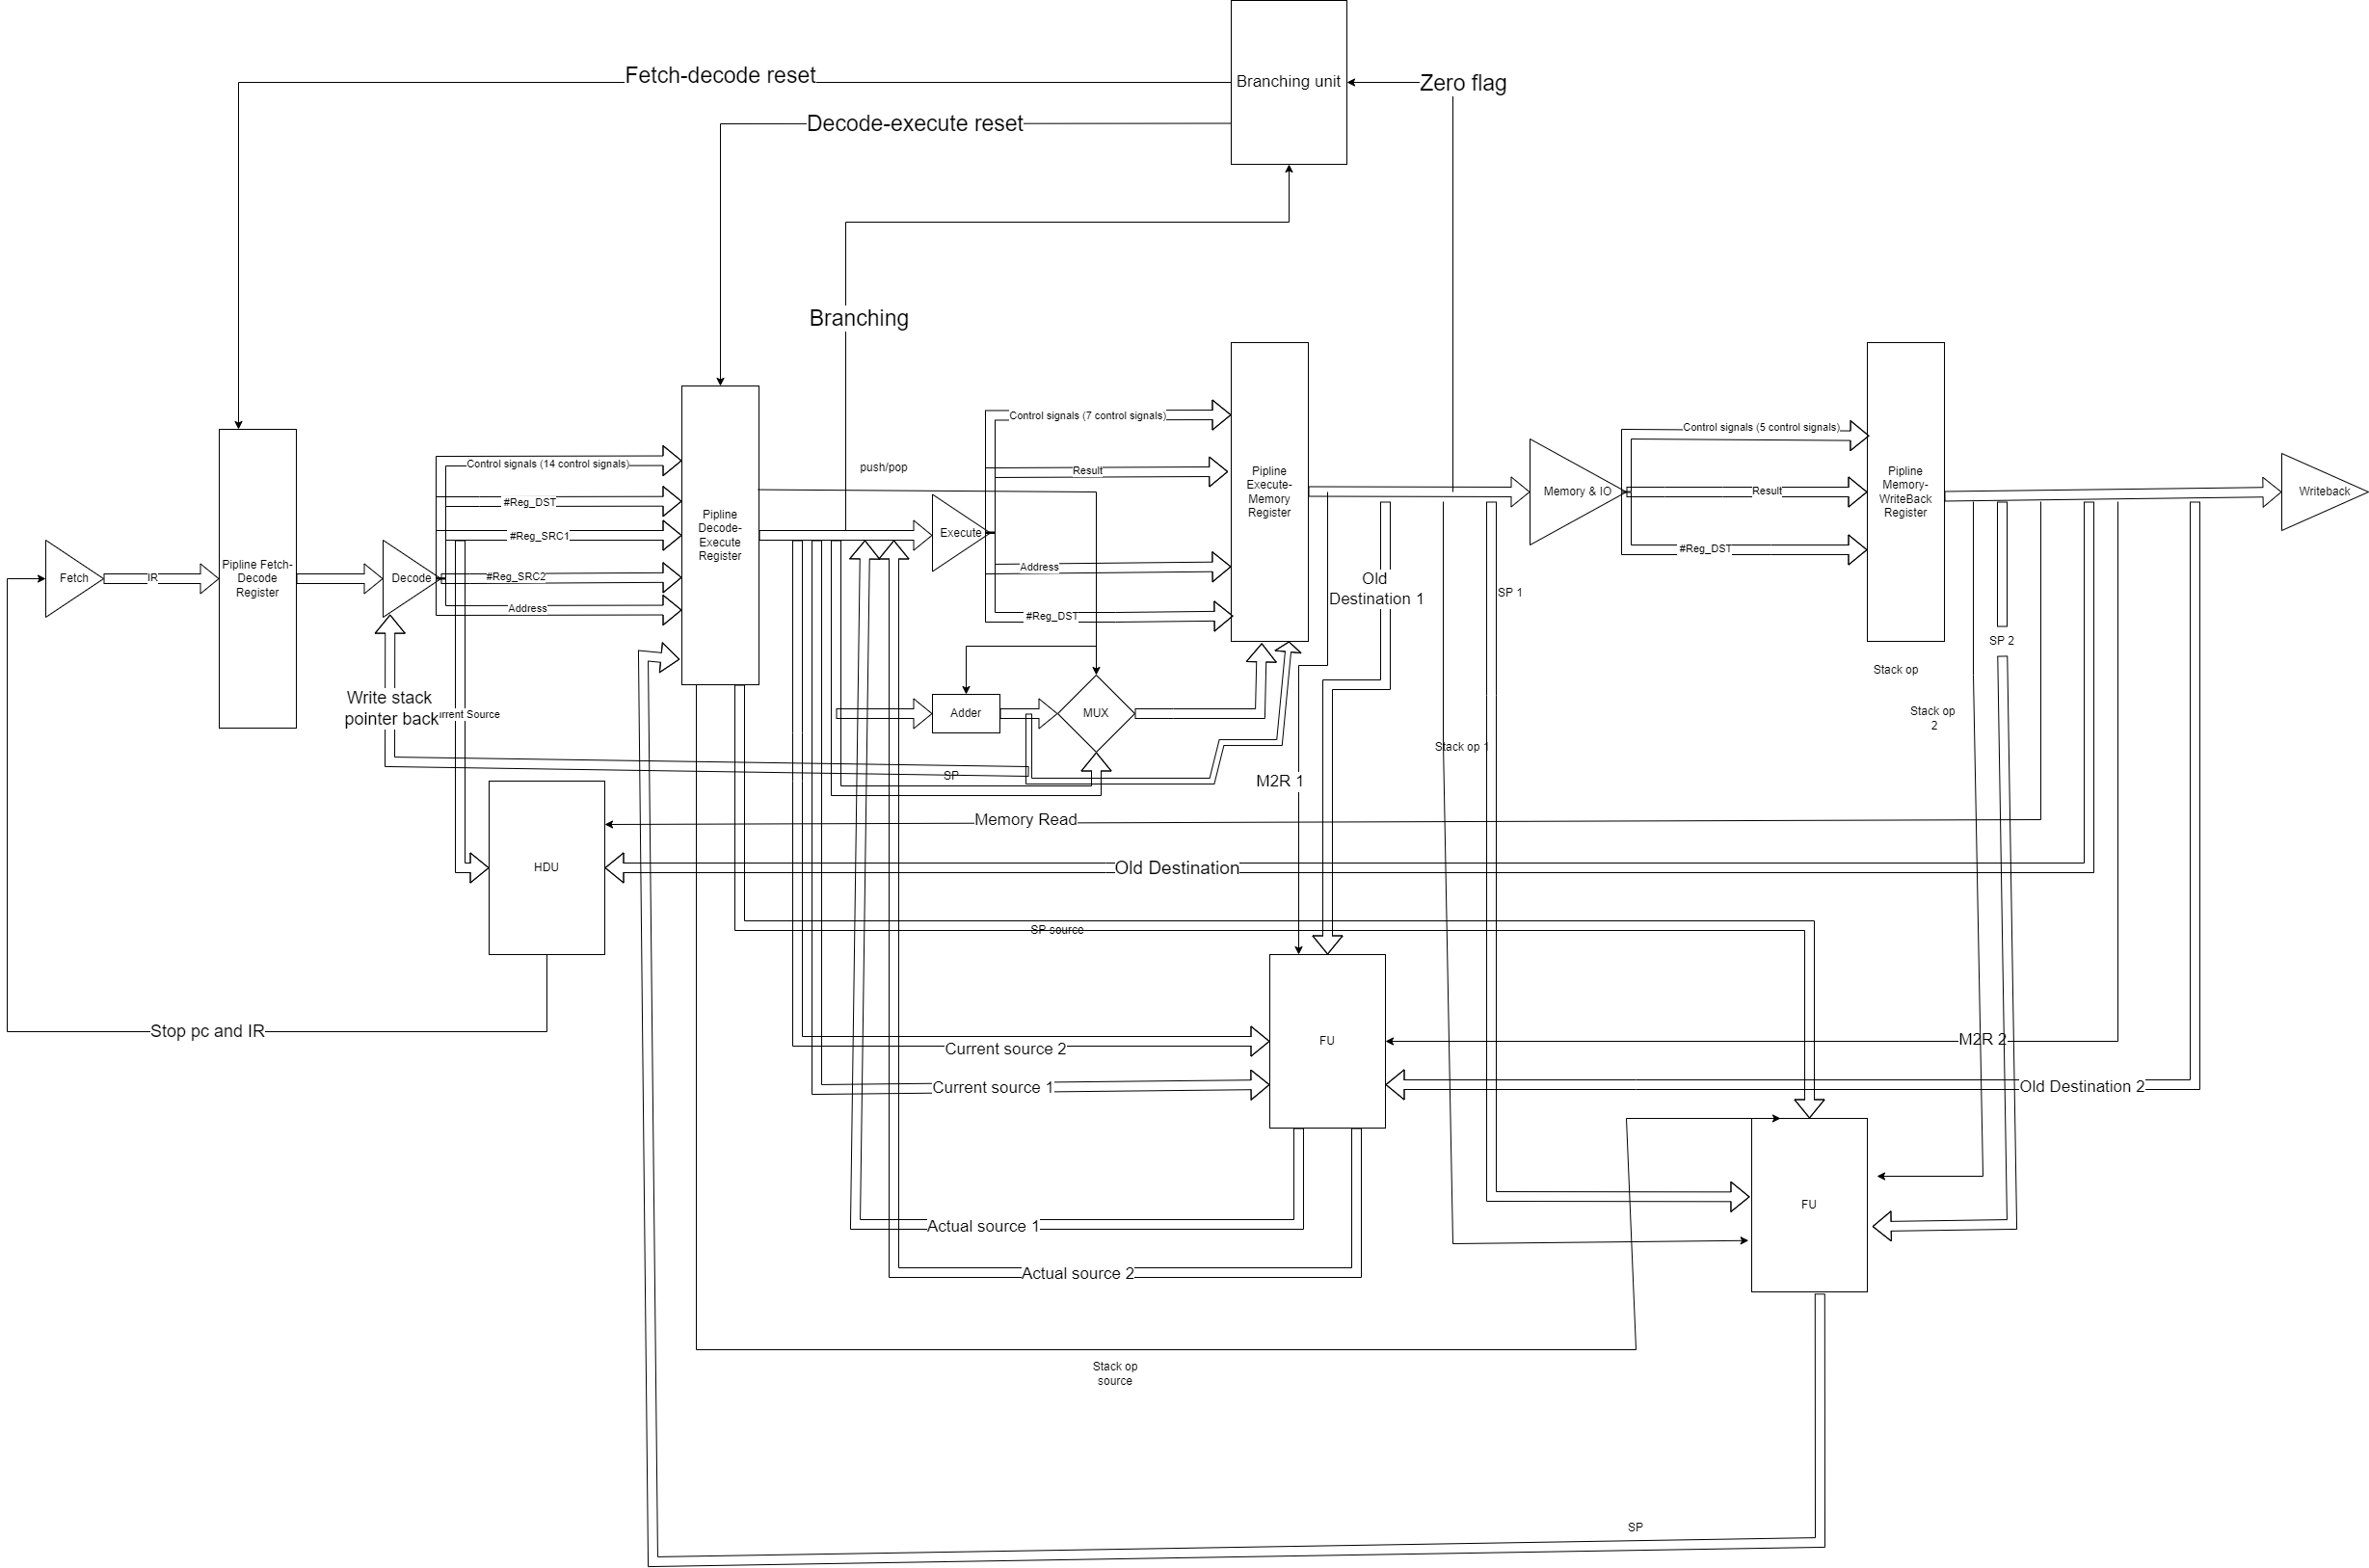 Branching unit
Fetch-decode reset
Zero flag
Decode-execute reset
Branching
Control signals (7 control signals)
Control signals (5 control signals)
Control signals (14 control signals)
push/pop
Result
Pipline
Execute-
Memory
Register
Memory & IO
Result
Pipline
Memory-
WriteBack
Register
Writeback
#Reg_DST
#Reg_SRC1
Pipline
Decode-
Execute
Register
Execute
#Reg_DST
Fetch
IR
Pipline Fetch-
Decode
Register
Decode
#Reg_SRC2
Address
Address
#Reg_DST
Old
Destination 1
SP 1
SP 2
Stack op
Write stack
pointer back
urrent Source
Adder
MUX
Stack op
2
Stack op 1
SP
M2R 1
Memory Read
HDU
Old Destination
SP source
Stop pc and IR
FU
M2R 2
Current source 2
Current source 1
Old Destination 2
FU
Actual source 1
Actual source 2
Stack op
source
SP